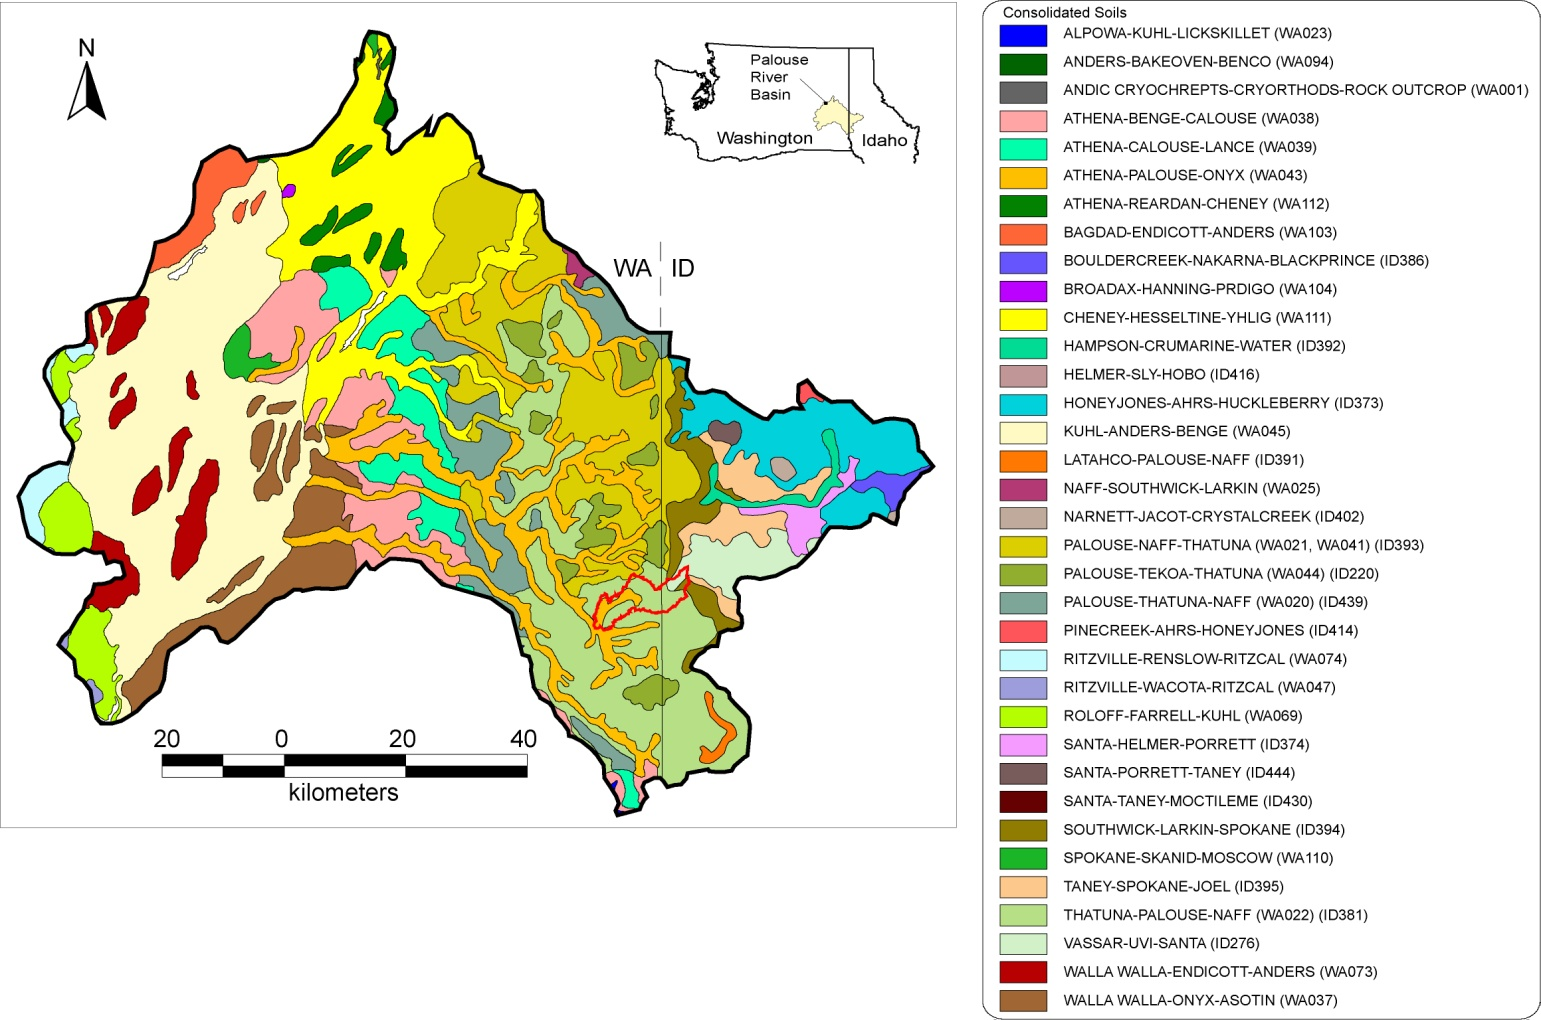 N
Palouse
River
Basin
Washington
Idaho
WA
ID
20
0
20
40
kilometers
Consolidated Soils
ALPOWA-KUHL-LICKSKILLET (WA023)
ANDERS-BAKEOVEN-BENCO (WA094)
ANDIC CRYOCHREPTS-CRYORTHODS-ROCK OUTCROP (WA001)
ATHENA-BENGE-CALOUSE (WA038)
ATHENA-CALOUSE-LANCE (WA039)
ATHENA-PALOUSE-ONYX (WA043)
ATHENA-REARDAN-CHENEY (WA112)
BAGDAD-ENDICOTT-ANDERS (WA103)
BOULDERCREEK-NAKARNA-BLACKPRINCE (ID386)
BROADAX-HANNING-PRDIGO (WA104)
CHENEY-HESSELTINE-YHLIG (WA111)
HAMPSON-CRUMARINE-WATER (ID392)
HELMER-SLY-HOBO (ID416)
HONEYJONES-AHRS-HUCKLEBERRY (ID373)
KUHL-ANDERS-BENGE (WA045)
LATAHCO-PALOUSE-NAFF (ID391)
NAFF-SOUTHWICK-LARKIN (WA025)
NARNETT-JACOT-CRYSTALCREEK (ID402)
PALOUSE-NAFF-THATUNA (WA021, WA041) (ID393)
PALOUSE-TEKOA-THATUNA (WA044) (ID220)
PALOUSE-THATUNA-NAFF (WA020) (ID439)
PINECREEK-AHRS-HONEYJONES (ID414)
RITZVILLE-RENSLOW-RITZCAL (WA074)
RITZVILLE-WACOTA-RITZCAL (WA047)
ROLOFF-FARRELL-KUHL (WA069)
SANTA-HELMER-PORRETT (ID374)
SANTA-PORRETT-TANEY (ID444)
SANTA-TANEY-MOCTILEME (ID430)
SOUTHWICK-LARKIN-SPOKANE (ID394)
SPOKANE-SKANID-MOSCOW (WA110)
TANEY-SPOKANE-JOEL (ID395)
THATUNA-PALOUSE-NAFF (WA022) (ID381)
VASSAR-UVI-SANTA (ID276)
WALLA WALLA-ENDICOTT-ANDERS (WA073)
WALLA WALLA-ONYX-ASOTIN (WA037)